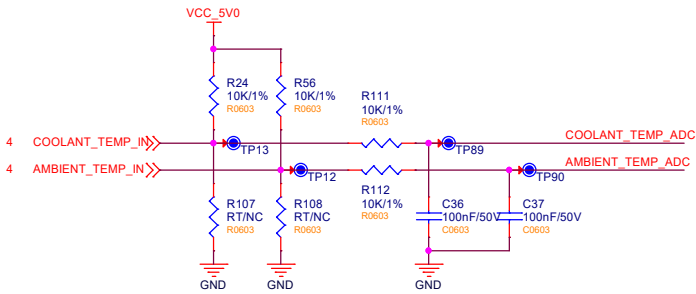 VCC_5V0
R24
10K/1%
R0603
R56
10K/1%
R0603
R111
10K/1%
R0603
4 COOLANT_TEMP_IN
TP13
TP89
COOLANT_TEMP_ADC
4 AMBIENT_TEMP_IN
TP12
TP90
AMBIENT_TEMP_ADC
R107
RT/NC
R0603
R108
RT/NC
R0603
R112
10K/1%
R0603
C36
100nF/50V
C0603
C37
100nF/50V
C0603
GND
GND
GND